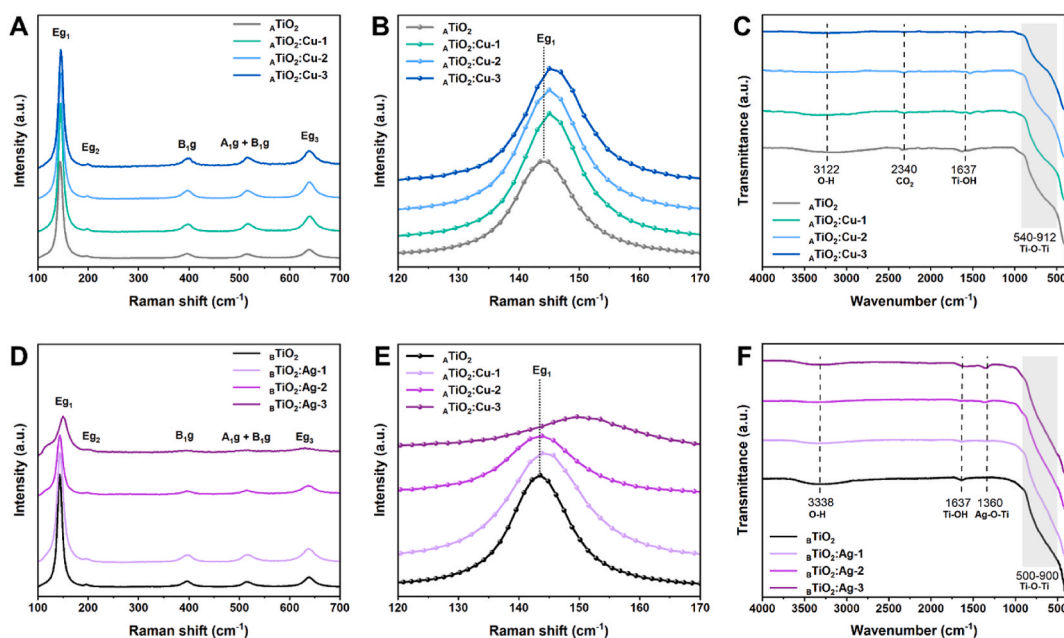 A
Eg₁
ATiO₂
ATiO₂:Cu-1
ATiO₂:Cu-2
ATiO₂:Cu-3
Eg₂
B₁g
A₁g + B₁g
Eg₃
Intensity (a.u.)
100 200 300 400 500 600 700
Raman shift (cm⁻¹)
B
ATiO₂
ATiO₂:Cu-1
ATiO₂:Cu-2
ATiO₂:Cu-3
Eg₁
Intensity (a.u.)
120 130 140 150 160 170
Raman shift (cm⁻¹)
C
3122
O-H
2340
CO₂
1637
Ti-OH
ATiO₂
ATiO₂:Cu-1
ATiO₂:Cu-2
ATiO₂:Cu-3
540-912
Ti-O-Ti
Transmittance (a.u.)
4000 3500 3000 2500 2000 1500 1000 500
Wavenumber (cm⁻¹)
D
BTiO₂
BTiO₂:Ag-1
BTiO₂:Ag-2
BTiO₂:Ag-3
Eg₁
Eg₂
B₁g
A₁g + B₁g
Eg₃
Intensity (a.u.)
100 200 300 400 500 600 700
Raman shift (cm⁻¹)
E
ATiO₂
ATiO₂:Cu-1
ATiO₂:Cu-2
ATiO₂:Cu-3
Eg₁
Intensity (a.u.)
120 130 140 150 160 170
Raman shift (cm⁻¹)
F
3338
O-H
1637
Ti-OH
1360
Ag-O-Ti
BTiO₂
BTiO₂:Ag-1
BTiO₂:Ag-2
BTiO₂:Ag-3
500-900
Ti-O-Ti
Transmittance (a.u.)
4000 3500 3000 2500 2000 1500 1000 500
Wavenumber (cm⁻¹)